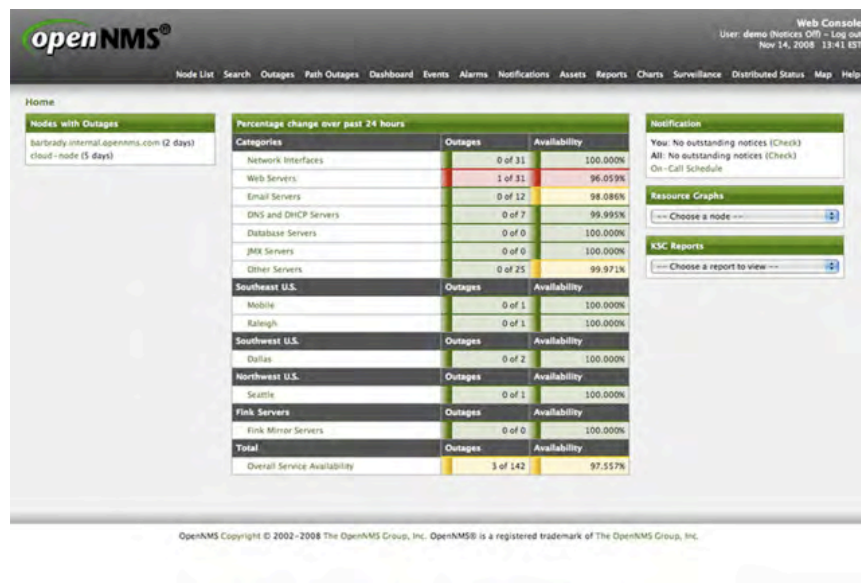 openNMS®
Web Console
User: demo (Notices Off) - Log out
Nov 14, 2008 13:41 EST
Node List Search Outages Path Outages Dashboard Events Alarms Notifications Assets Reports Charts Surveillance Distributed Status Map Help
Home
Nodes with Outages
barbrady.internal.opennms.com (2 days)
cloud-node (5 days)
Percentage change over past 24 hours
Categories Outages Availability
Network Interfaces 0 of 31 100.000%
Web Servers 1 of 31 96.059%
Email Servers 0 of 12 98.086%
DNS and DHCP Servers 0 of 7 99.995%
Database Servers 0 of 0 100.000%
JMX Servers 0 of 0 100.000%
Other Servers 0 of 25 99.971%
Southeast U.S. Outages Availability
Mobile 0 of 1 100.000%
Raleigh 0 of 1 100.000%
Southwest U.S. Outages Availability
Dallas 0 of 2 100.000%
Northwest U.S. Outages Availability
Seattle 0 of 1 100.000%
Fink Servers Outages Availability
Fink Mirror Servers 0 of 0 100.000%
Total Outages Availability
Overall Service Availability 3 of 142 97.557%
Notification
You: No outstanding notices (Check)
All: No outstanding notices (Check)
On-Call Schedule
Resource Graphs
-- Choose a node --
KSC Reports
-- Choose a report to view --
OpenNMS Copyright © 2002-2008 The OpenNMS Group, Inc. OpenNMS® is a registered trademark of The OpenNMS Group, Inc.